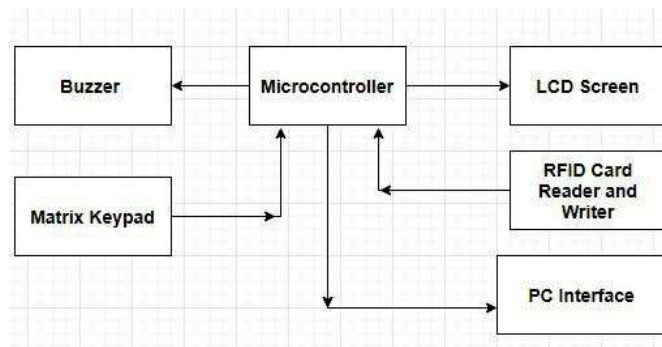 Buzzer
Microcontroller
LCD Screen
Matrix Keypad
RFID Card
Reader and
Writer
PC Interface